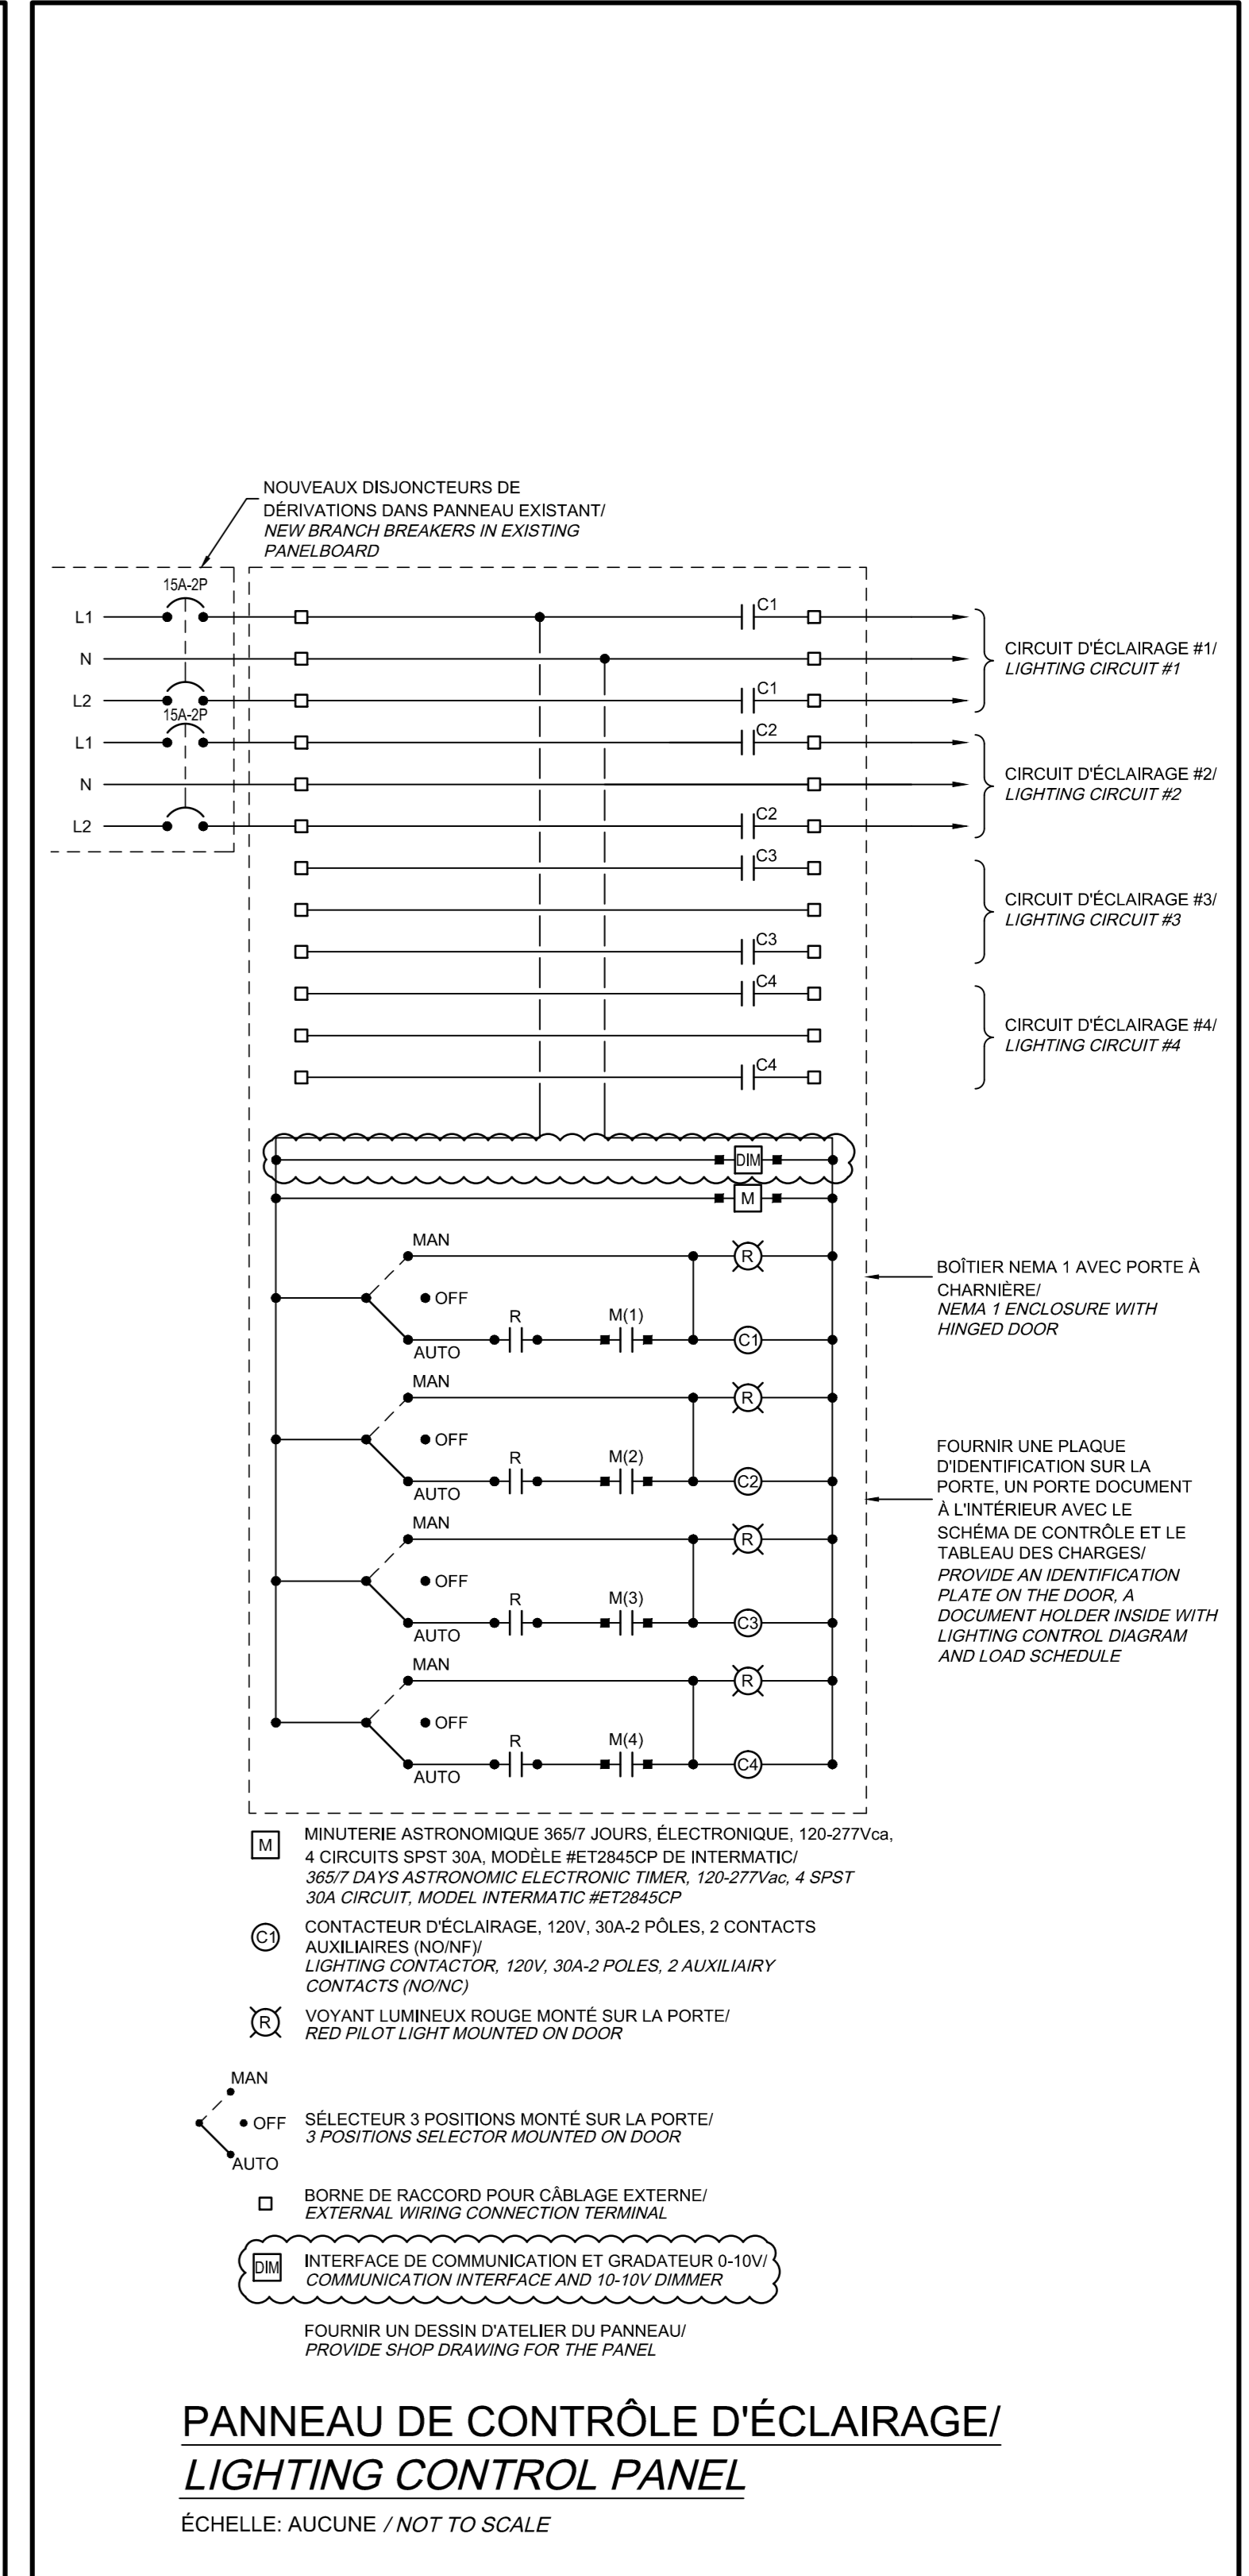 NOUVEAUX DISJONCTEURS DE
DÉRIVATIONS DANS PANNEAU EXISTANT/
NEW BRANCH BREAKERS IN EXISTING
PANELBOARD
15A-2P
L1
C1
N
CIRCUIT D'ÉCLAIRAGE #1/
LIGHTING CIRCUIT #1
L2
C1
15A-2P
L1
C2
N
CIRCUIT D'ÉCLAIRAGE #2/
LIGHTING CIRCUIT #2
L2
C2
C3
CIRCUIT D'ÉCLAIRAGE #3/
LIGHTING CIRCUIT #3
C3
C4
CIRCUIT D'ÉCLAIRAGE #4/
LIGHTING CIRCUIT #4
C4
DIM
M
MAN
R
OFF
R
M(1)
C1
AUTO
MAN
R
OFF
R
M(2)
C2
AUTO
MAN
R
OFF
R
M(3)
C3
AUTO
MAN
R
OFF
R
M(4)
C4
AUTO
BOÎTIER NEMA 1 AVEC PORTE À
CHARNIÈRE/
NEMA 1 ENCLOSURE WITH
HINGED DOOR
FOURNIR UNE PLAQUE
D'IDENTIFICATION SUR LA
PORTE, UN PORTE DOCUMENT
À L'INTÉRIEUR AVEC LE
SCHÉMA DE CONTRÔLE ET LE
TABLEAU DES CHARGES/
PROVIDE AN IDENTIFICATION
PLATE ON THE DOOR, A
DOCUMENT HOLDER INSIDE WITH
LIGHTING CONTROL DIAGRAM
AND LOAD SCHEDULE
M
MINUTERIE ASTRONOMIQUE 365/7 JOURS, ÉLECTRONIQUE, 120-277Vca,
4 CIRCUITS SPST 30A, MODÈLE #ET2845CP DE INTERMATIC/
365/7 DAYS ASTRONOMIC ELECTRONIC TIMER, 120-277Vac, 4 SPST
30A CIRCUIT, MODEL INTERMATIC #ET2845CP
C1
CONTACTEUR D'ÉCLAIRAGE, 120V, 30A-2 PÔLES, 2 CONTACTS
AUXILIAIRES (NO/NF)/
LIGHTING CONTACTOR, 120V, 30A-2 POLES, 2 AUXILIAIRY
CONTACTS (NO/NC)
R
VOYANT LUMINEUX ROUGE MONTÉ SUR LA PORTE/
RED PILOT LIGHT MOUNTED ON DOOR
MAN
OFF
AUTO
SÉLECTEUR 3 POSITIONS MONTÉ SUR LA PORTE/
3 POSITIONS SELECTOR MOUNTED ON DOOR
BORNE DE RACCORD POUR CÂBLAGE EXTERNE/
EXTERNAL WIRING CONNECTION TERMINAL
DIM
INTERFACE DE COMMUNICATION ET GRADATEUR 0-10V/
COMMUNICATION INTERFACE AND 10-10V DIMMER
FOURNIR UN DESSIN D'ATELIER DU PANNEAU/
PROVIDE SHOP DRAWING FOR THE PANEL
PANNEAU DE CONTRÔLE D'ÉCLAIRAGE/
LIGHTING CONTROL PANEL
ÉCHELLE: AUCUNE / NOT TO SCALE